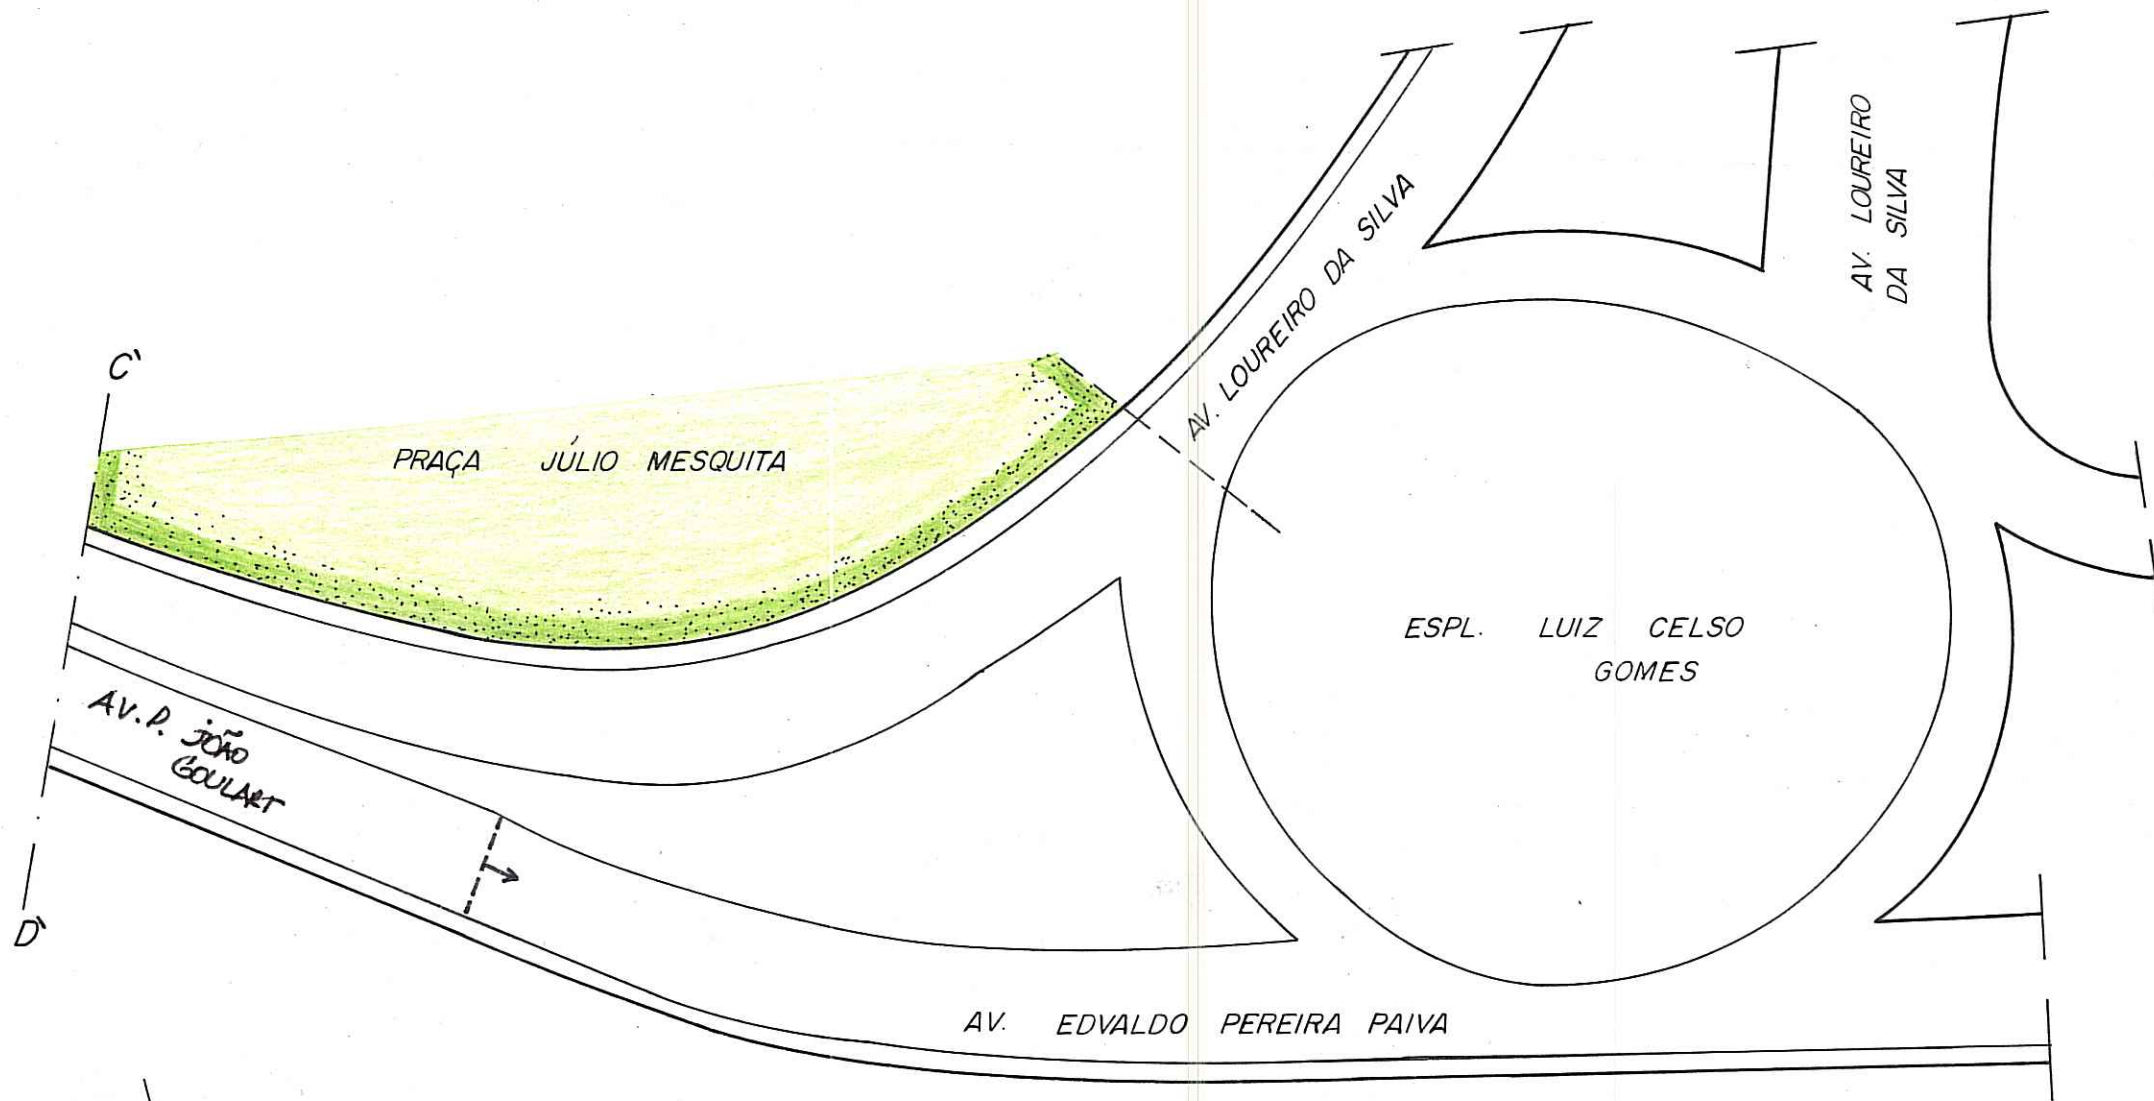 AV. LOUREIRO
DA SILVA
AV. LOUREIRO DA SILVA
C'
PRAÇA JÚLIO MESQUITA
ESPL. LUIZ CELSO
GOMES
AV. P. JOÃO
GOULART
D'
AV. EDVALDO PEREIRA PAIVA